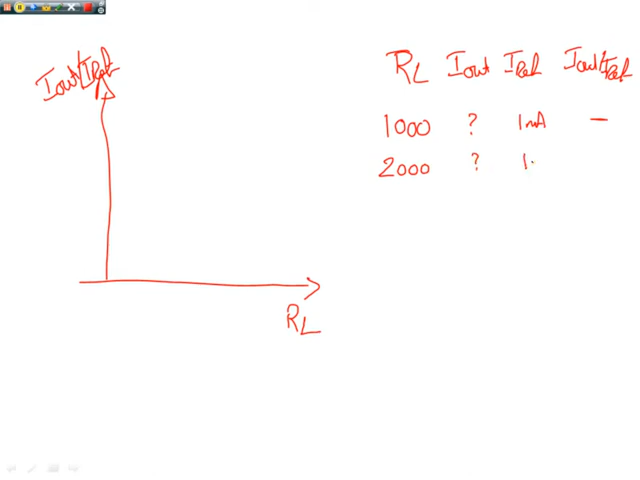 Iout/IRef
RL
RL Iout IRef Iout/IRef
1000 ? 1mA —
2000 ? 1.